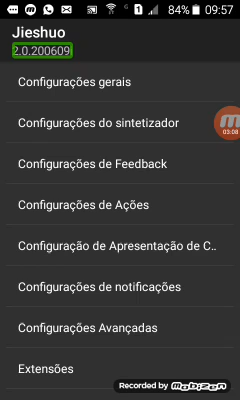 84% 09:57
Jieshuo
2.0.200609
Configurações gerais
Configurações do sintetizador
03:08
Configurações de Feedback
Configurações de Ações
Configuração de Apresentação de C..
Configurações de notificações
Configurações Avançadas
Extensões
Recorded by Mobizen